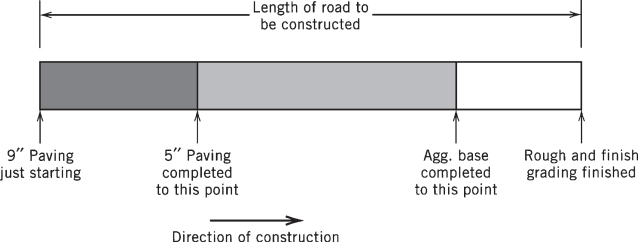 Length of road to
be constructed
9″ Paving
just starting
5″ Paving
completed
to this point
Agg. base
completed
to this point
Rough and finish
grading finished
Direction of construction